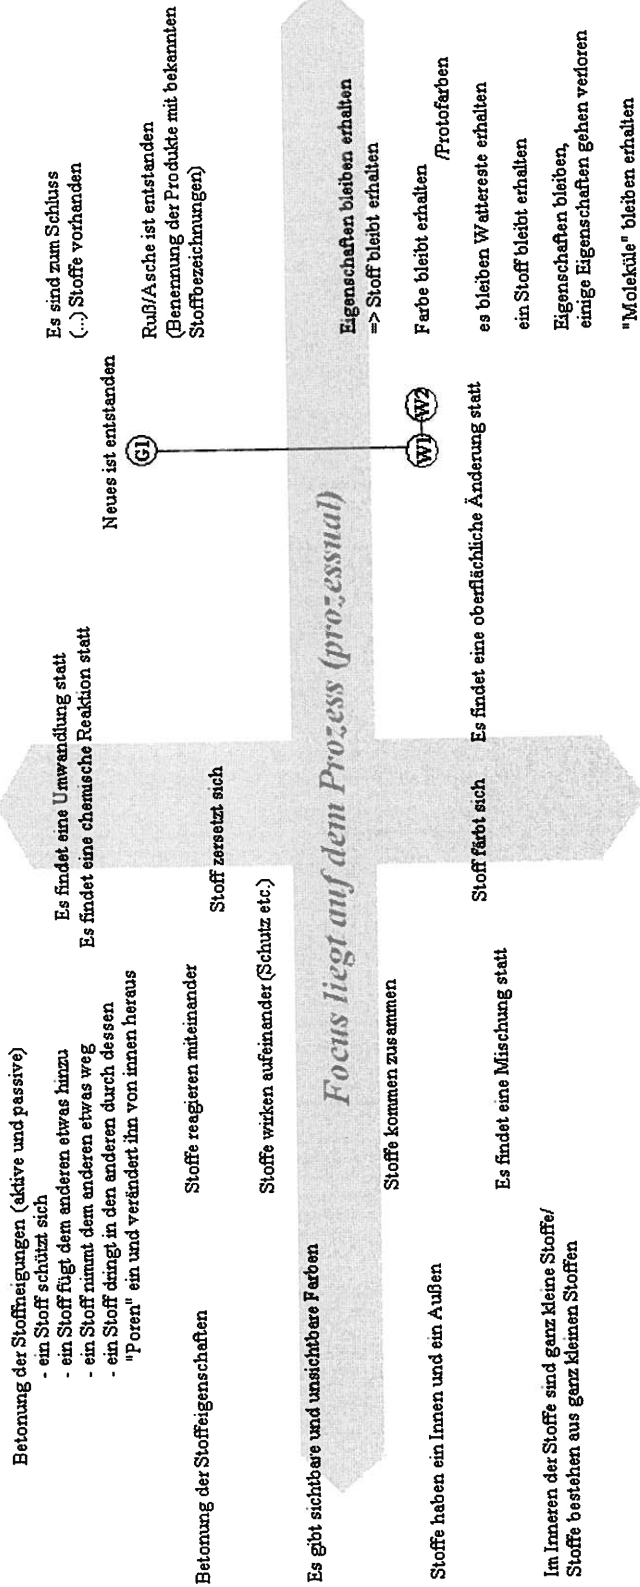 Betonung der Stoffneigungen (aktive und passive)
- ein Stoff schützt sich
- ein Stoff fügt dem anderen etwas hinzu
- ein Stoff nimmt dem anderen etwas weg
- ein Stoff dringt in den anderen durch dessen
"Poren" ein und verändert ihn von innen heraus
Betonung der Stoffeigenschaften
Stoffe reagieren miteinander
Stoffe wirken aufeinander (Schutz etc.)
Es gibt sichtbare und unsichtbare Farben
Stoffe kommen zusammen
Stoffe haben ein Innen und ein Außen
Es findet eine Mischung statt
Im Inneren der Stoffe sind ganz kleine Stoffe/
Stoffe bestehen aus ganz kleinen Stoffen
Es findet eine Umwandlung statt
Es findet eine chemische Reaktion statt
Stoff zersetzt sich
Focus liegt auf dem Prozess (prozessual)
Stoff färbt sich
Es findet eine oberflächliche Änderung statt
Neues ist entstanden
G1
W1
W2
Es sind zum Schluss
(...) Stoffe vorhanden
Ruß/Asche ist entstanden
(Benennung der Produkte mit bekannten
Stoffbezeichnungen)
Eigenschaften bleiben erhalten
=> Stoff bleibt erhalten
Farbe bleibt erhalten
/Protofarben
es bleiben Wattereste erhalten
ein Stoff bleibt erhalten
Eigenschaften bleiben,
einige Eigenschaften gehen verloren
"Moleküle" bleiben erhalten